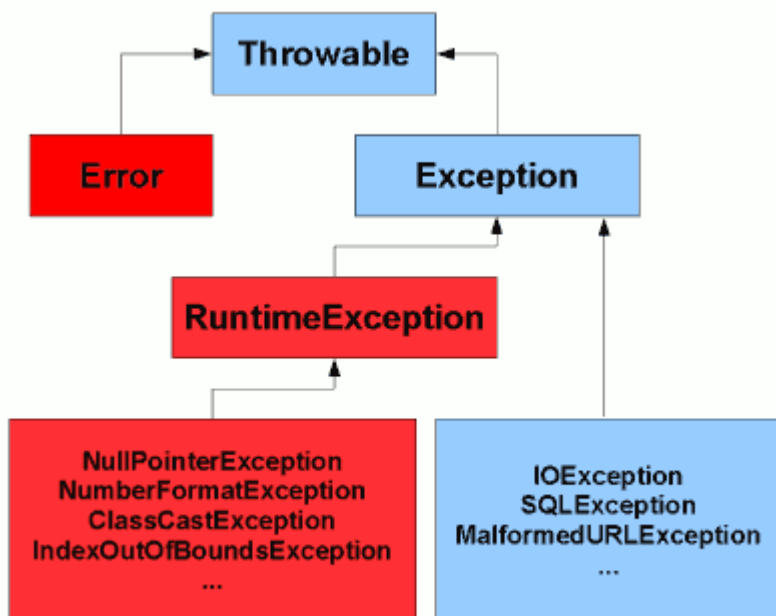 Throwable
Error
Exception
RuntimeException
NullPointerException
NumberFormatException
ClassCastException
IndexOutOfBoundsException
...
IOException
SQLException
MalformedURLException
...